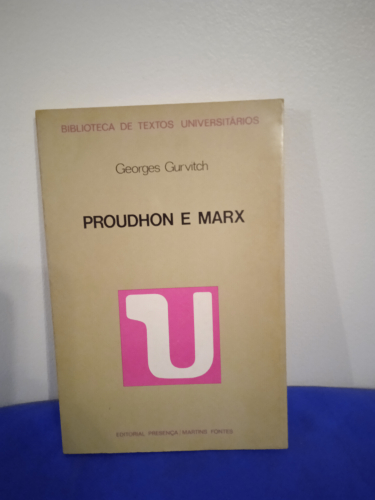 BIBLIOTECA DE TEXTOS UNIVERSITÁRIOS
Georges Gurvitch
PROUDHON E MARX
U
EDITORIAL PRESENÇA / MARTINS FONTES